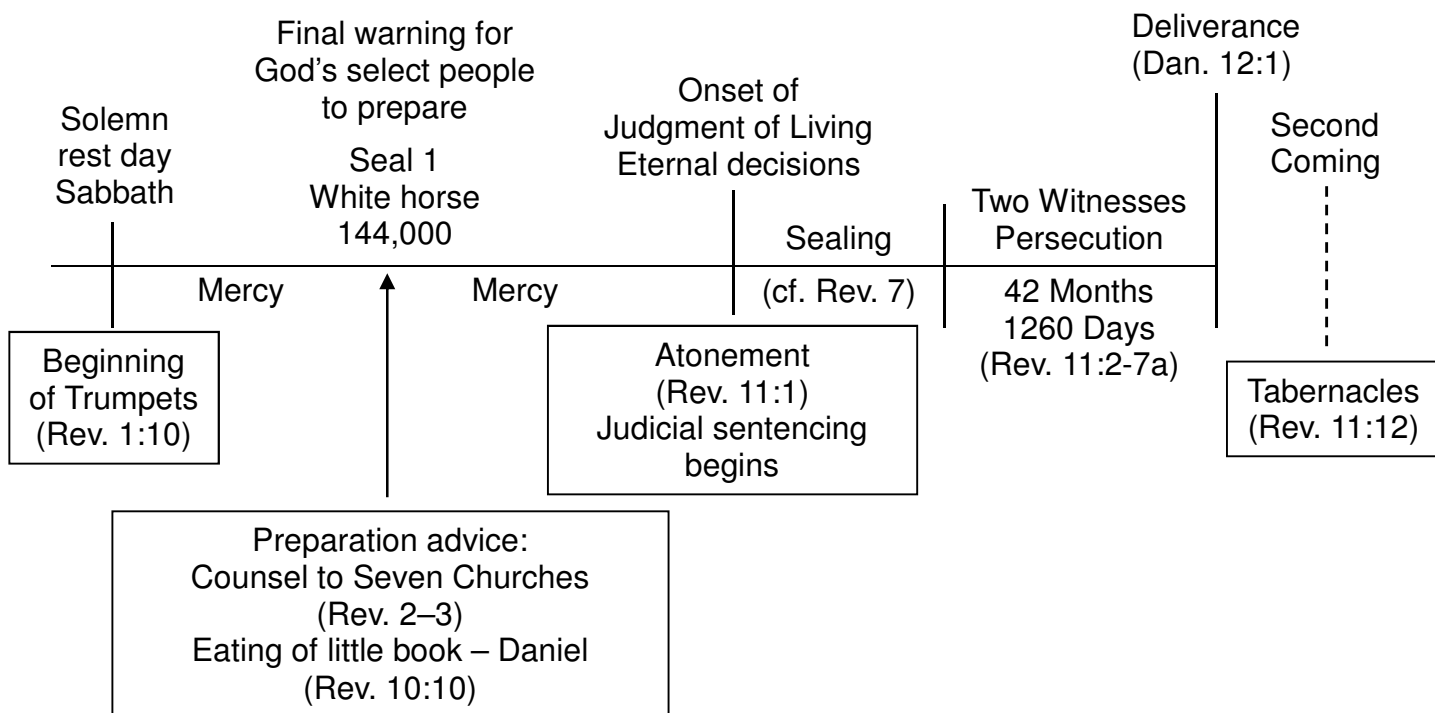 Solemn
rest day
Sabbath
Final warning for
God's select people
to prepare
Seal 1
White horse
144,000
Onset of
Judgment of Living
Eternal decisions
Sealing
Two Witnesses
Persecution
Deliverance
(Dan. 12:1)
Second
Coming
Mercy
Mercy
(cf. Rev. 7)
42 Months
1260 Days
(Rev. 11:2-7a)
Beginning
of Trumpets
(Rev. 1:10)
Atonement
(Rev. 11:1)
Judicial sentencing
begins
Tabernacles
(Rev. 11:12)
Preparation advice:
Counsel to Seven Churches
(Rev. 2–3)
Eating of little book – Daniel
(Rev. 10:10)